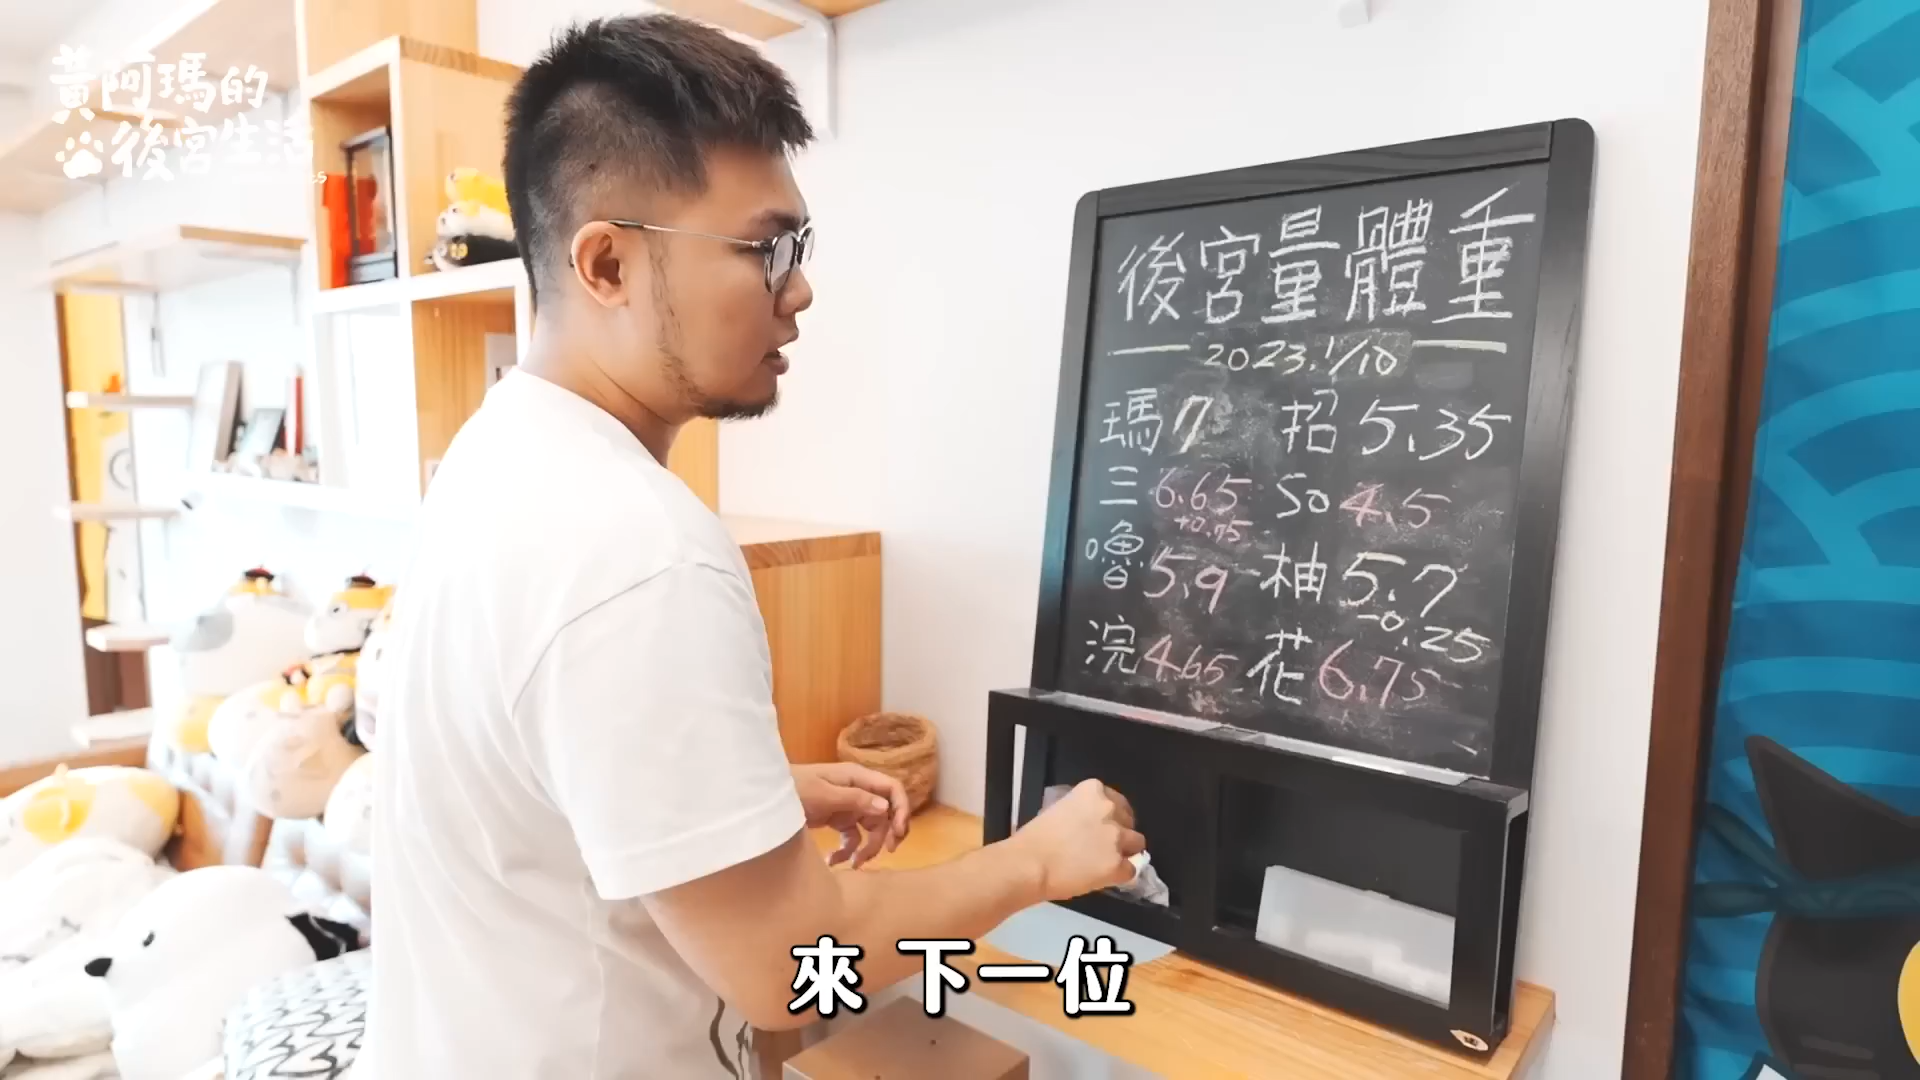 黃阿瑪的
後宮生活
後宮量體重
2023.1/10
瑪7 招5.35
三6.65 So4.5
+0.75
嚕5.9 柚5.7
-0.25
浣4.65 花6.75
來 下一位